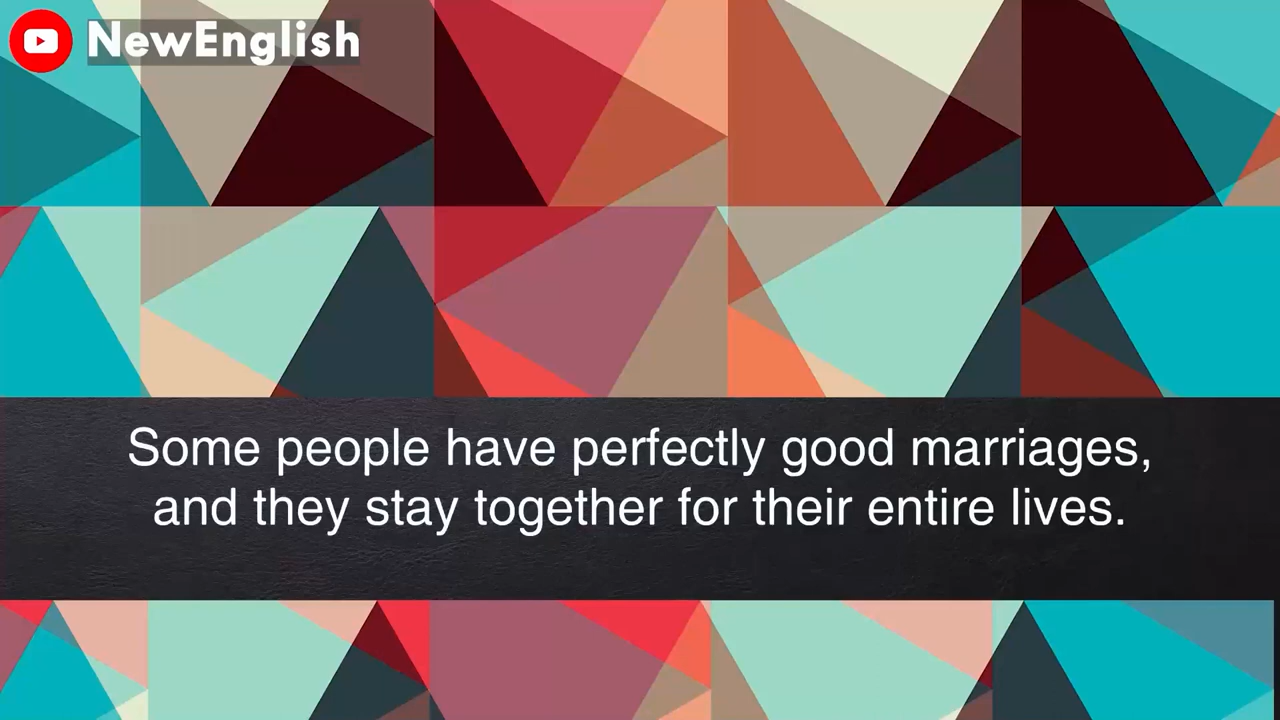 NewEnglish
Some people have perfectly good marriages,
and they stay together for their entire lives.